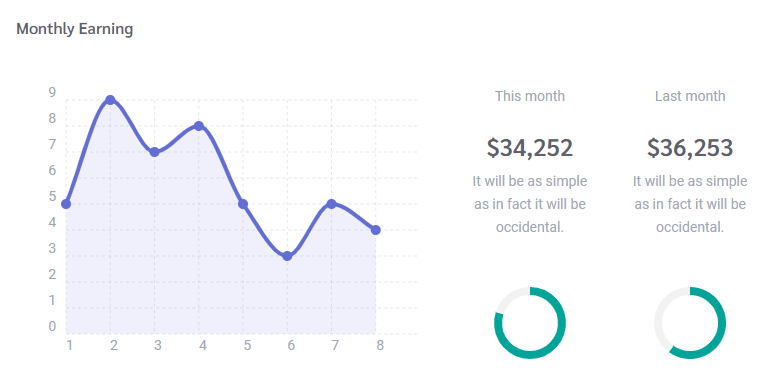 Monthly Earning
9
8
7
6
5
4
3
2
1
0
1 2 3 4 5 6 7 8
This month
$34,252
It will be as simple
as in fact it will be
occidental.
Last month
$36,253
It will be as simple
as in fact it will be
occidental.